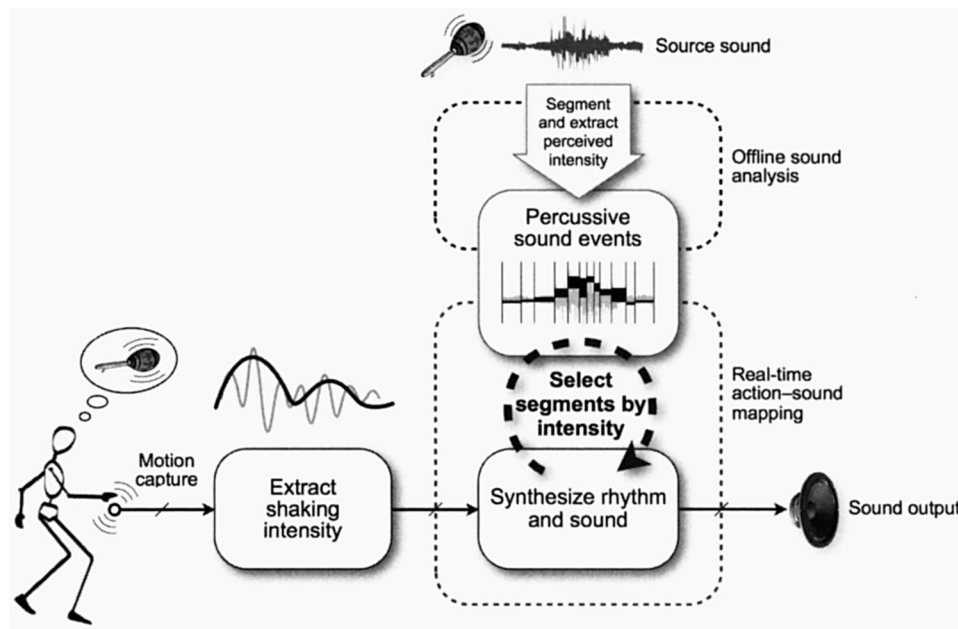 Source sound
Segment
and extract
perceived
intensity
Offline sound
analysis
Percussive
sound events
Select
segments by
intensity
Real-time
action–sound
mapping
Motion
capture
Extract
shaking
intensity
Synthesize rhythm
and sound
Sound output